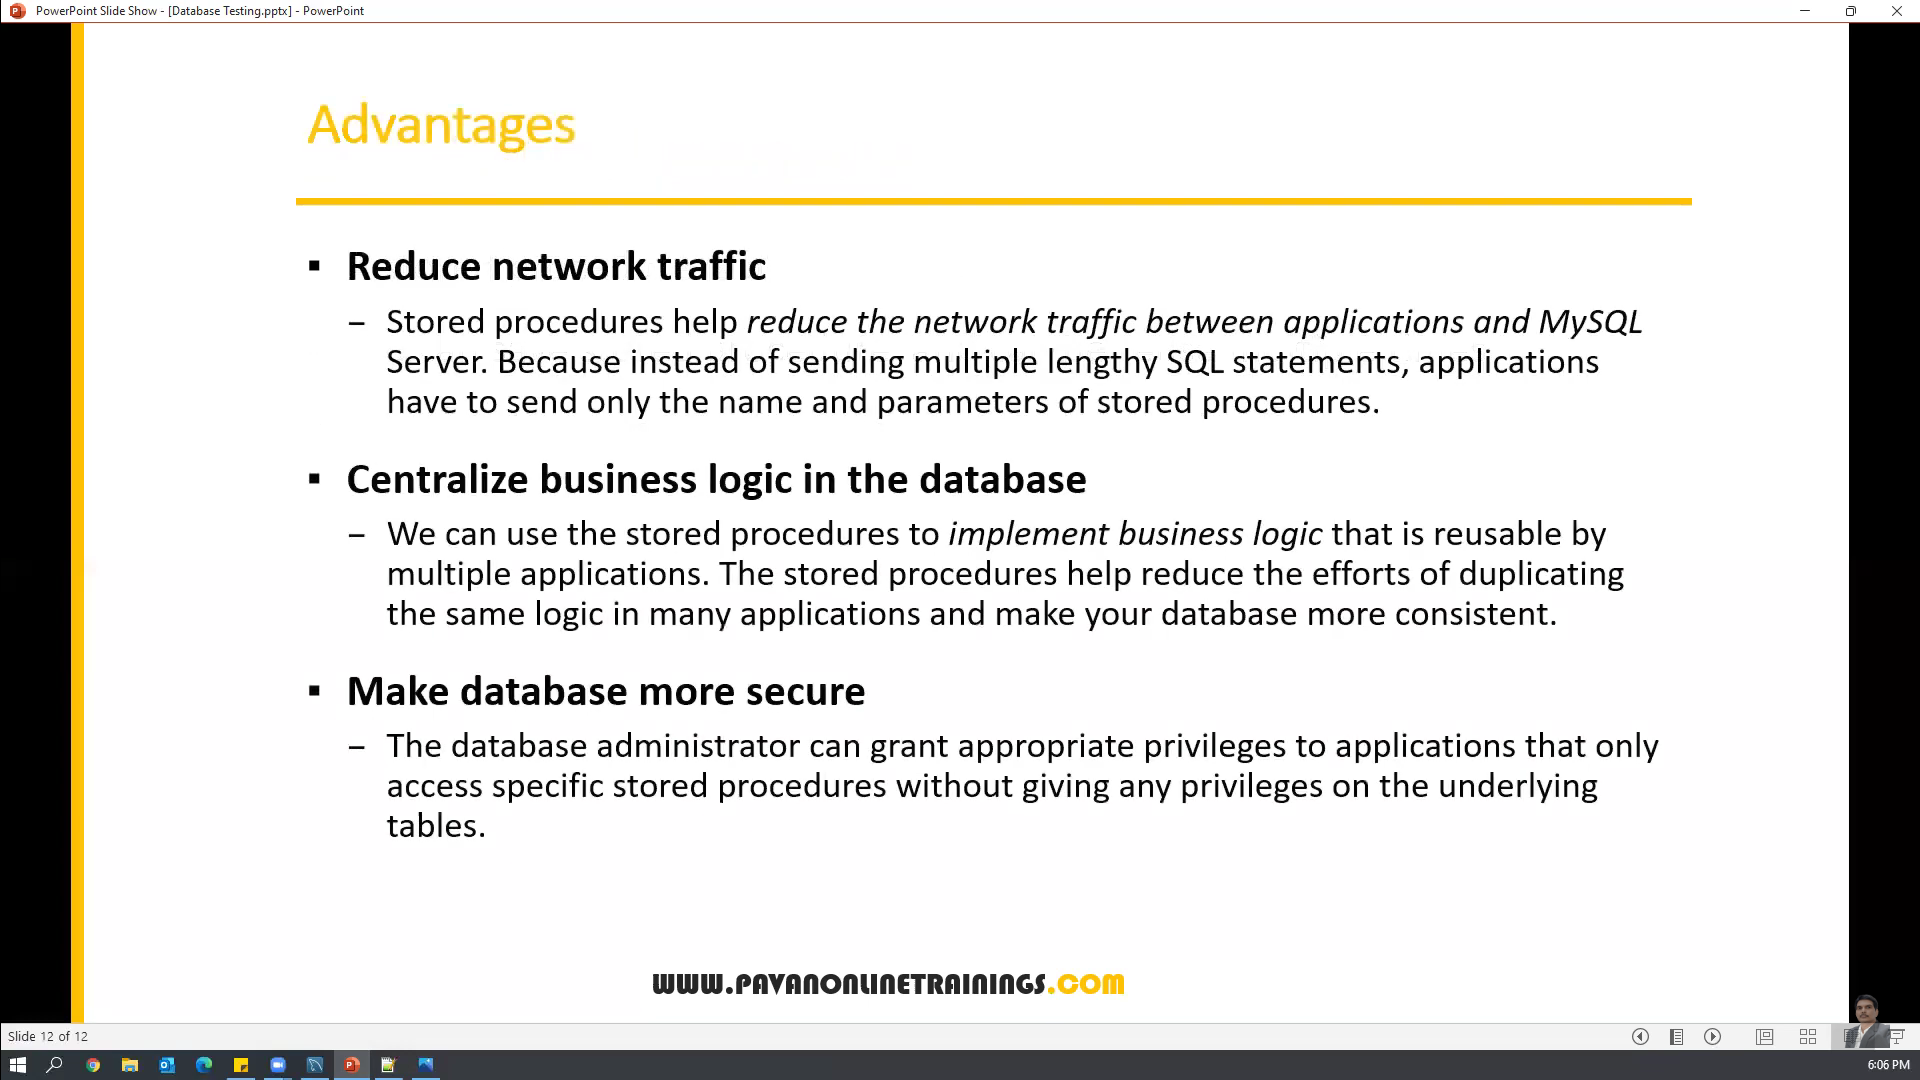 PowerPoint Slide Show - [Database Testing.pptx] - PowerPoint
Advantages
▪ Reduce network traffic
– Stored procedures help reduce the network traffic between applications and MySQL
Server. Because instead of sending multiple lengthy SQL statements, applications
have to send only the name and parameters of stored procedures.
▪ Centralize business logic in the database
– We can use the stored procedures to implement business logic that is reusable by
multiple applications. The stored procedures help reduce the efforts of duplicating
the same logic in many applications and make your database more consistent.
▪ Make database more secure
– The database administrator can grant appropriate privileges to applications that only
access specific stored procedures without giving any privileges on the underlying
tables.
WWW.PAVANONLINETRAININGS.COM
Slide 12 of 12
6:06 PM